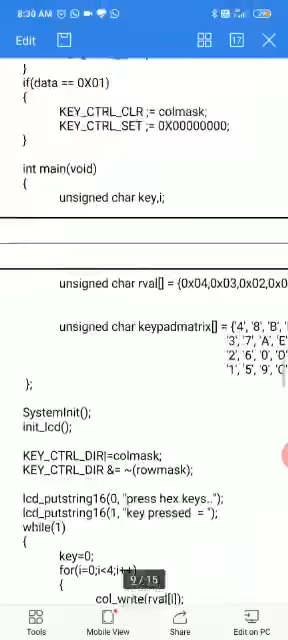 8:30 AM
Edit
17
}
if(data == 0X01)
{
KEY_CTRL_CLR ;= colmask;
KEY_CTRL_SET ;= 0X00000000;
}
int main(void)
{
unsigned char key,i;
unsigned char rval[] = {0x04,0x03,0x02,0x0
unsigned char keypadmatrix[] = {'4', '8', 'B', '
'3', '7', 'A', 'E'
'2', '6', '0', 'D'
'1', '5', '9', 'C'
};
SystemInit();
init_lcd();
KEY_CTRL_DIR|=colmask;
KEY_CTRL_DIR &= ~(rowmask);
lcd_putstring16(0, "press hex keys..");
lcd_putstring16(1, "key pressed = ");
while(1)
{
key=0;
for(i=0;i<4;i++)
{
9 / 15
col_write(rval[i]);
Tools
Mobile View
Share
Edit on PC